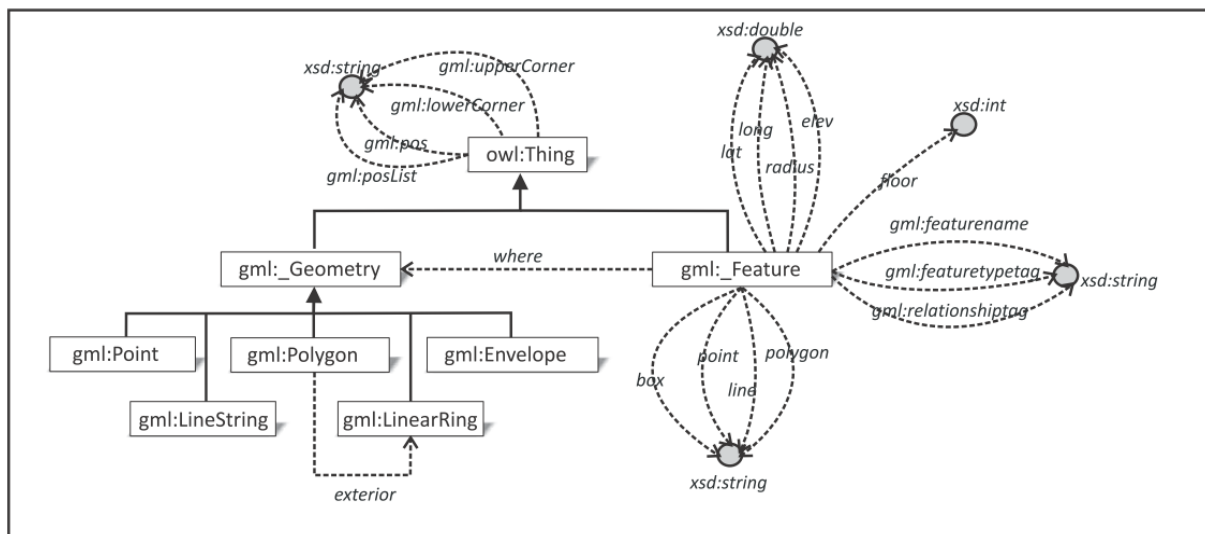 xsd:double
gml:upperCorner
xsd:string
gml:lowerCorner
xsd:int
long
elev
gml:pos
owl:Thing
lat
radius
gml:posList
floor
gml:featurename
where
gml:_Geometry
gml:_Feature
gml:featuretypetag
xsd:string
gml:relationshiptag
gml:Point
gml:Polygon
gml:Envelope
point
polygon
box
line
gml:LineString
gml:LinearRing
xsd:string
exterior